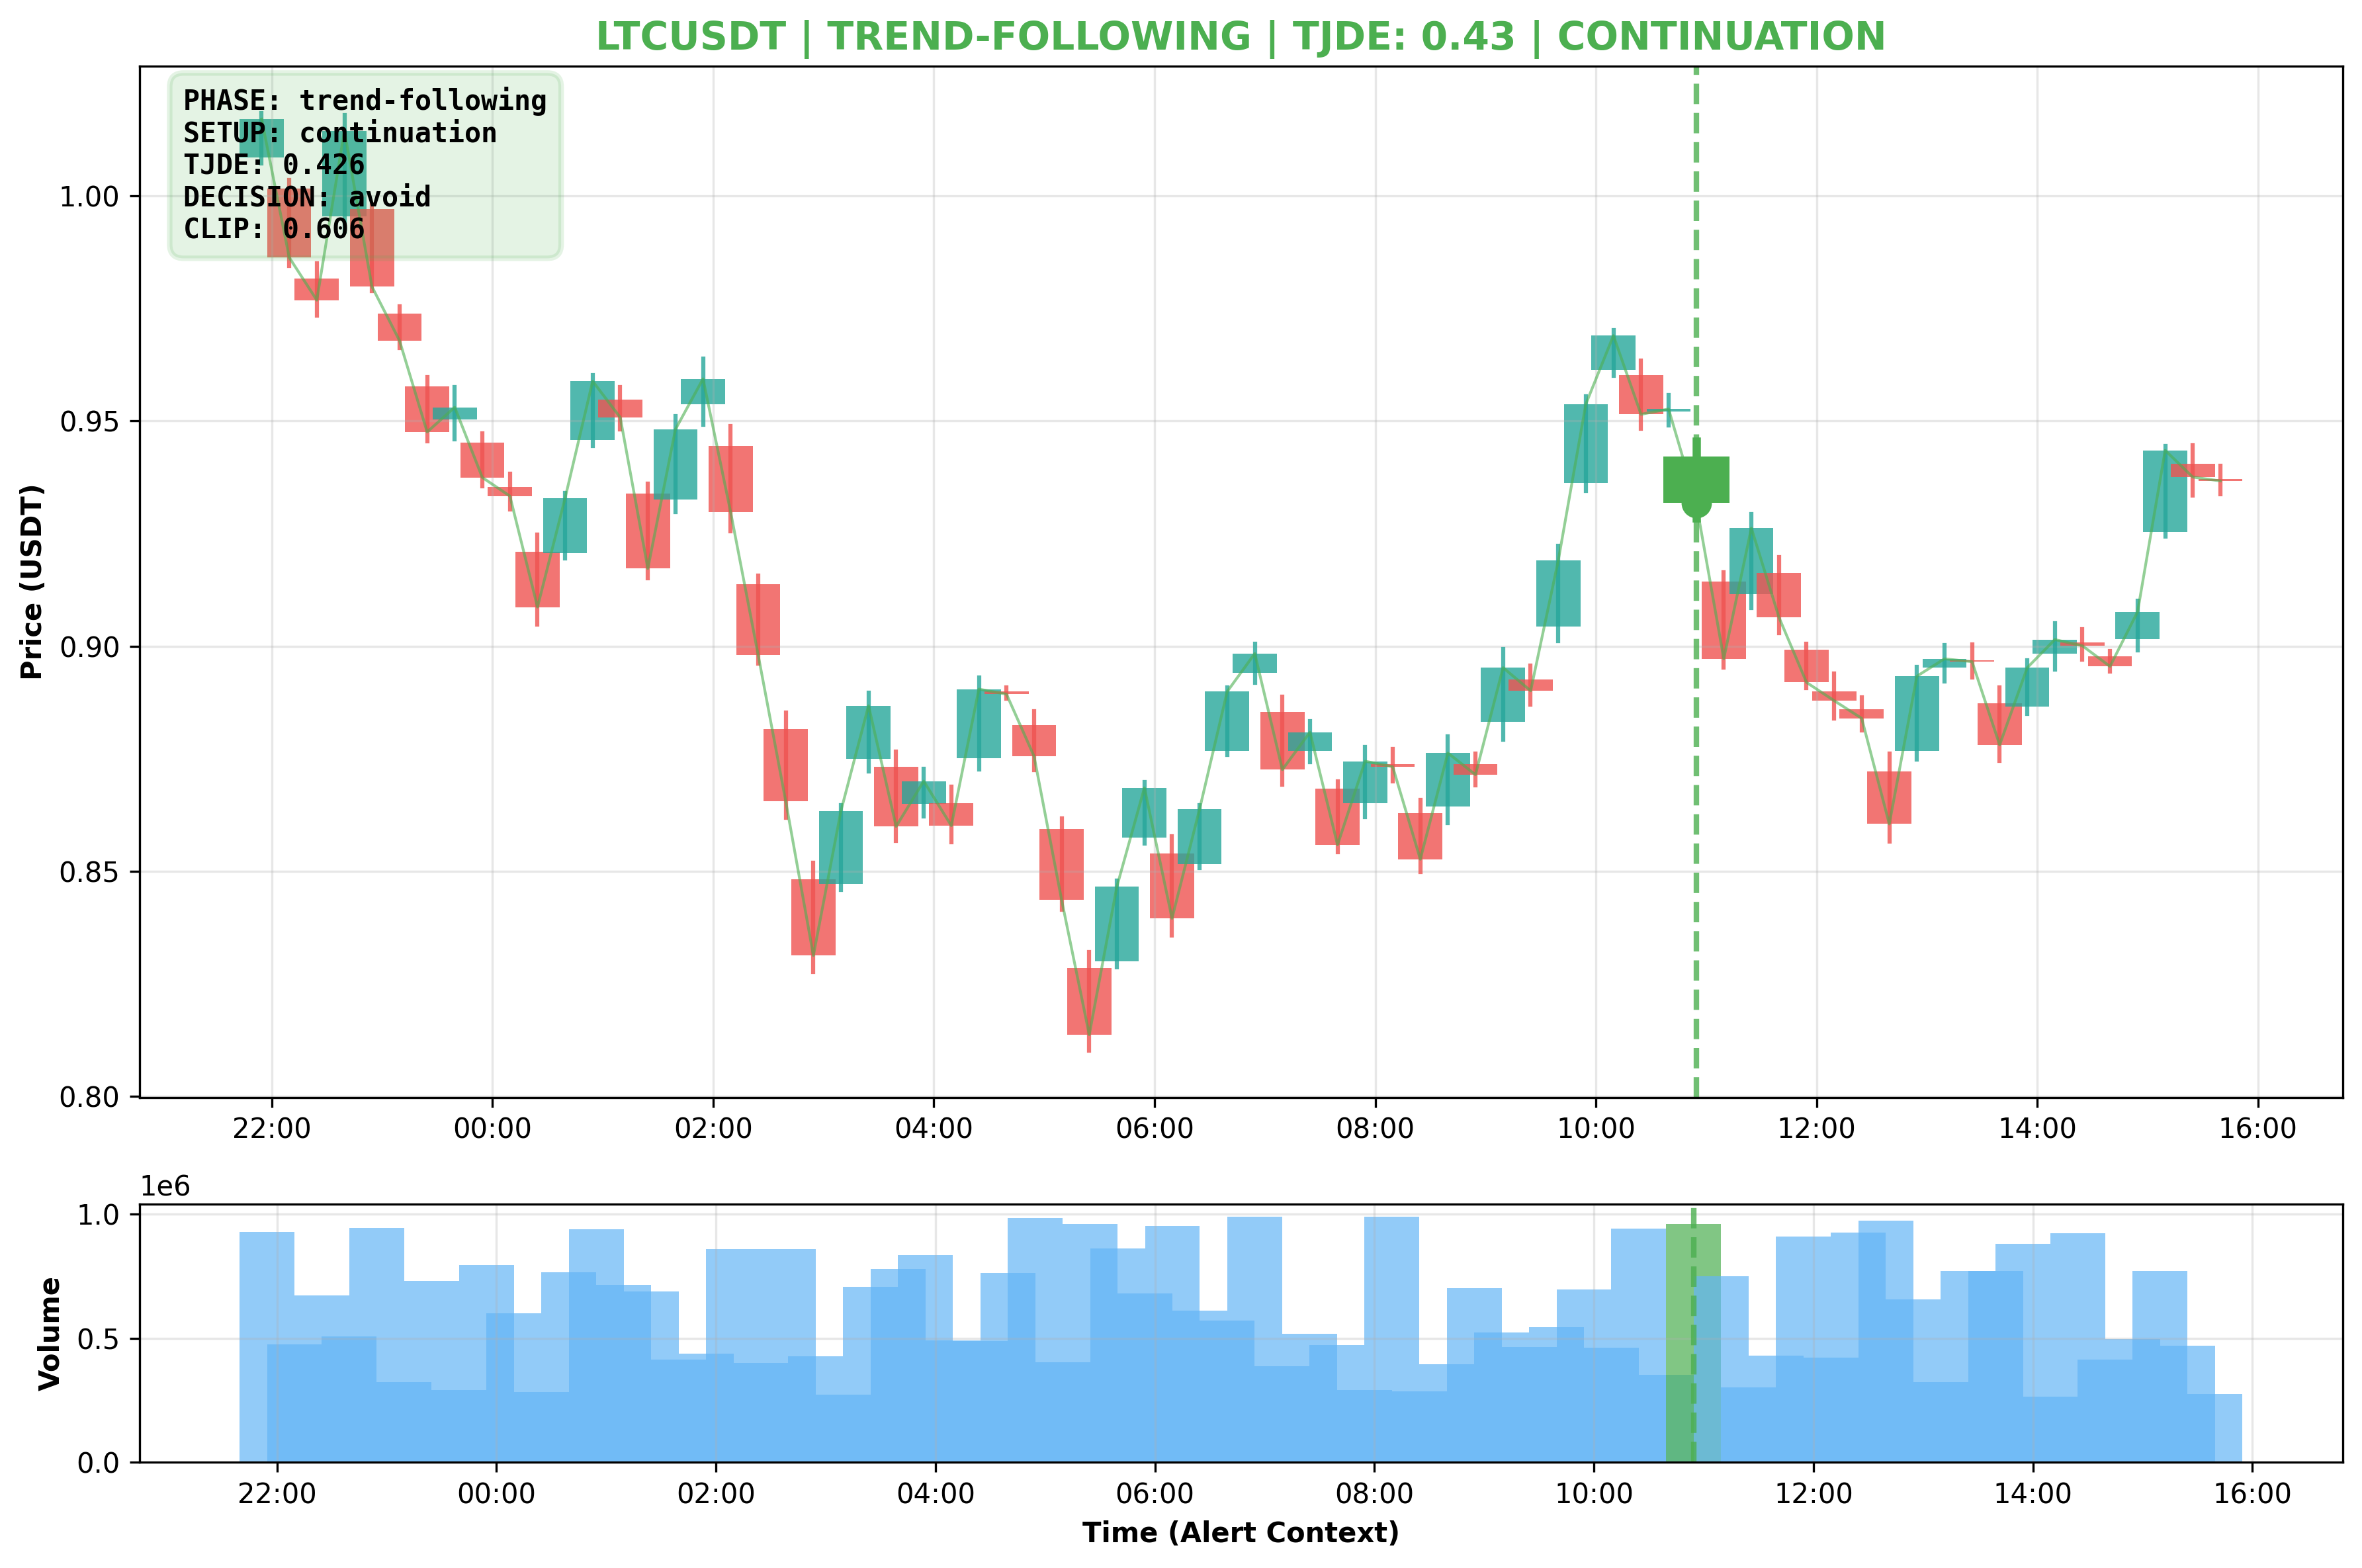 LTCUSDT | TREND-FOLLOWING | TJDE: 0.43 | CONTINUATION
PHASE: trend-following
SETUP: continuation
TJDE: 0.426
DECISION: avoid
CLIP: 0.606
Price (USDT)
1.00
0.95
0.90
0.85
0.80
22:00 00:00 02:00 04:00 06:00 08:00 10:00 12:00 14:00 16:00
1e6
Volume
1.0
0.5
0.0
22:00 00:00 02:00 04:00 06:00 08:00 10:00 12:00 14:00 16:00
Time (Alert Context)